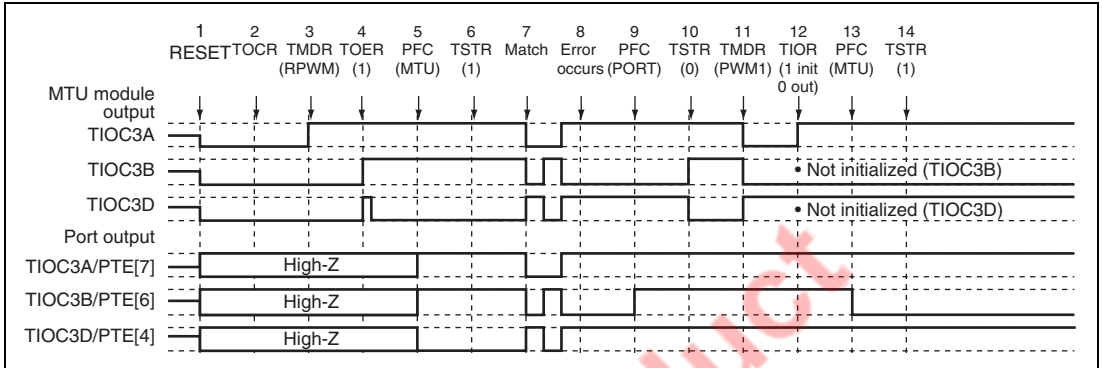 1 2 3 4 5 6 7 8 9 10 11 12 13 14
RESET TOCR TMDR TOER PFC TSTR Match Error PFC TSTR TMDR TIOR PFC TSTR
(RPWM) (1) (MTU) (1) occurs (PORT) (0) (PWM1) (1 init (MTU) (1)
0 out)
MTU module
output
TIOC3A
TIOC3B
• Not initialized (TIOC3B)
TIOC3D
• Not initialized (TIOC3D)
Port output
TIOC3A/PTE[7] High-Z
TIOC3B/PTE[6] High-Z
TIOC3D/PTE[4] High-Z
uct